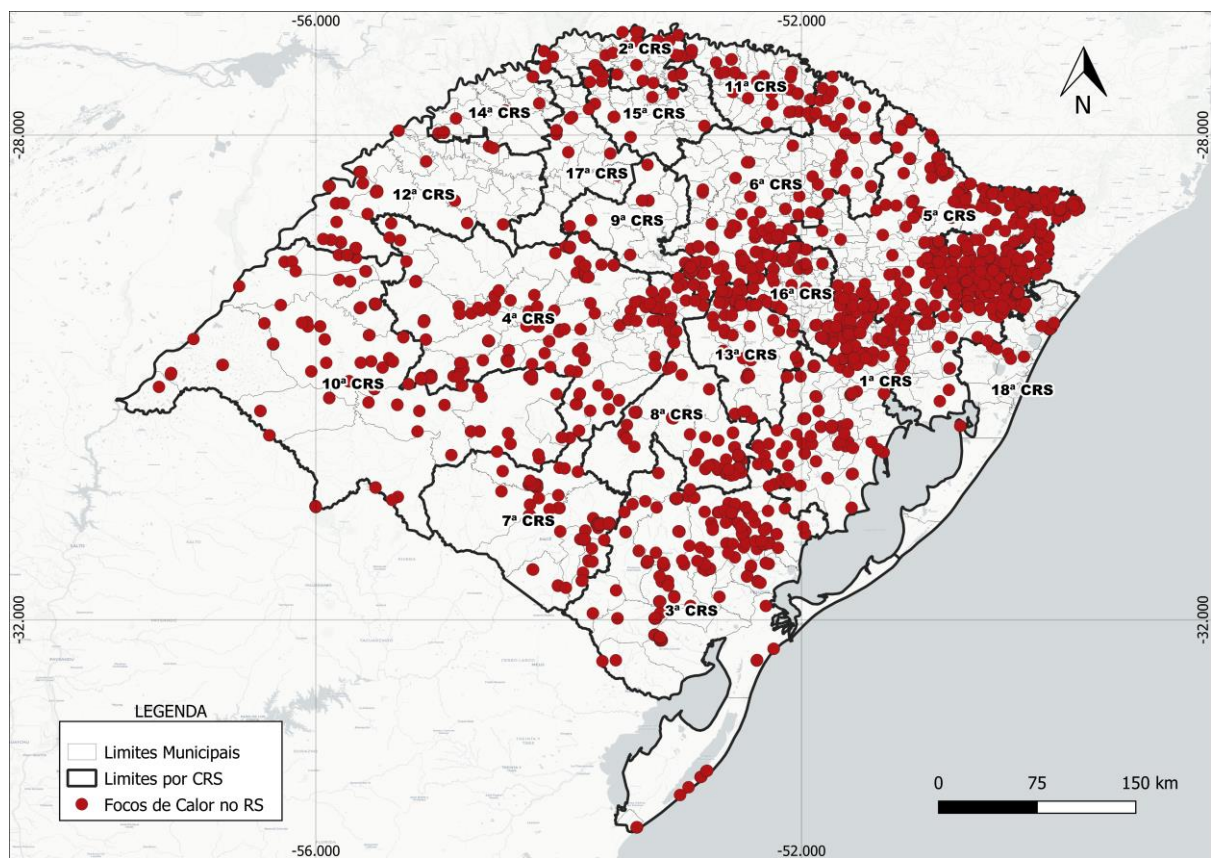 -56.000
-52.000
2ª CRS
11ª CRS
14ª CRS
15ª CRS
N
-28.000
-28.000
17ª CRS
6ª CRS
12ª CRS
9ª CRS
5ª CRS
16ª CRS
4ª CRS
13ª CRS
10ª CRS
1ª CRS
18ª CRS
8ª CRS
7ª CRS
3ª CRS
-32.000
-32.000
LEGENDA
Limites Municipais
Limites por CRS
Focos de Calor no RS
0 75 150 km
-56.000
-52.000